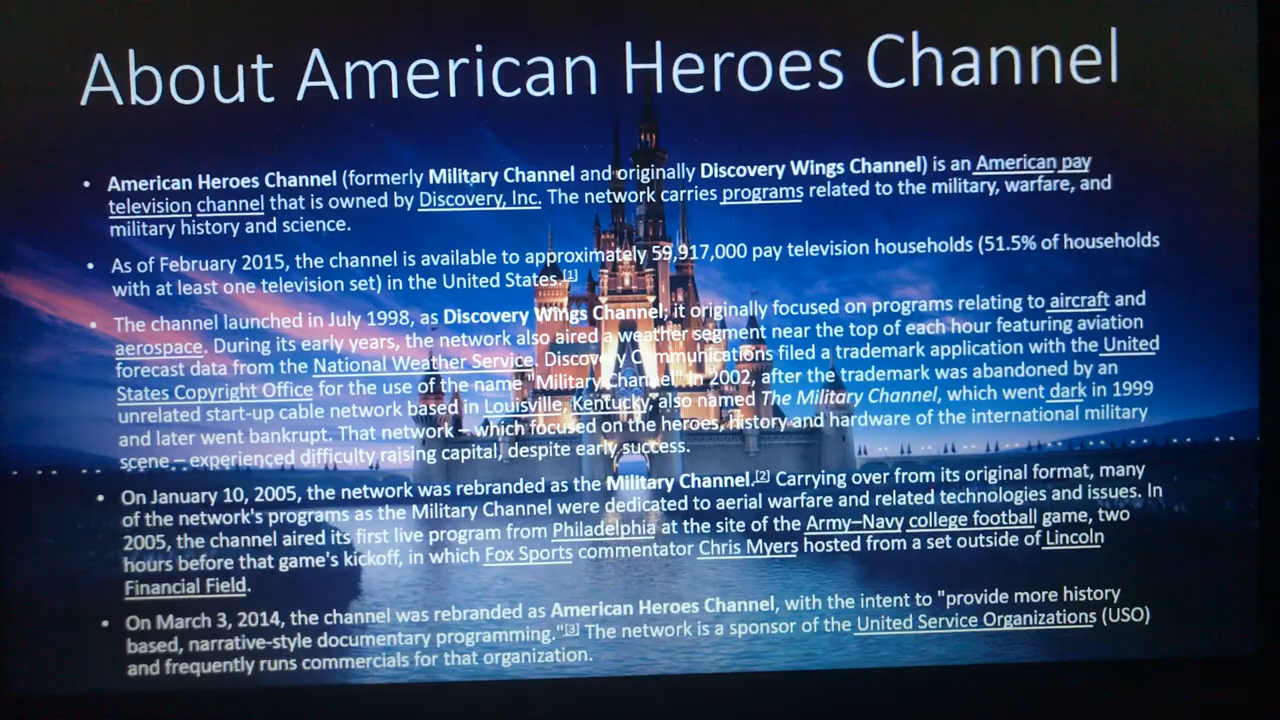 About American Heroes Channel
• American Heroes Channel (formerly Military Channel and originally Discovery Wings Channel) is an American pay
television channel that is owned by Discovery, Inc. The network carries programs related to the military, warfare, and
military history and science.
• As of February 2015, the channel is available to approximately 59,917,000 pay television households (51.5% of households
with at least one television set) in the United States.[1]
• The channel launched in July 1998, as Discovery Wings Channel; it originally focused on programs relating to aircraft and
aerospace. During its early years, the network also aired a weather segment near the top of each hour featuring aviation
forecast data from the National Weather Service. Discovery Communications filed a trademark application with the United
States Copyright Office for the use of the name "Military Channel" in 2002, after the trademark was abandoned by an
unrelated start-up cable network based in Louisville, Kentucky, also named The Military Channel, which went dark in 1999
and later went bankrupt. That network – which focused on the heroes, history and hardware of the international military
scene – experienced difficulty raising capital, despite early success.
• On January 10, 2005, the network was rebranded as the Military Channel.[2] Carrying over from its original format, many
of the network's programs as the Military Channel were dedicated to aerial warfare and related technologies and issues. In
2005, the channel aired its first live program from Philadelphia at the site of the Army–Navy college football game, two
hours before that game's kickoff, in which Fox Sports commentator Chris Myers hosted from a set outside of Lincoln
Financial Field.
• On March 3, 2014, the channel was rebranded as American Heroes Channel, with the intent to "provide more history
based, narrative-style documentary programming."[3] The network is a sponsor of the United Service Organizations (USO)
and frequently runs commercials for that organization.